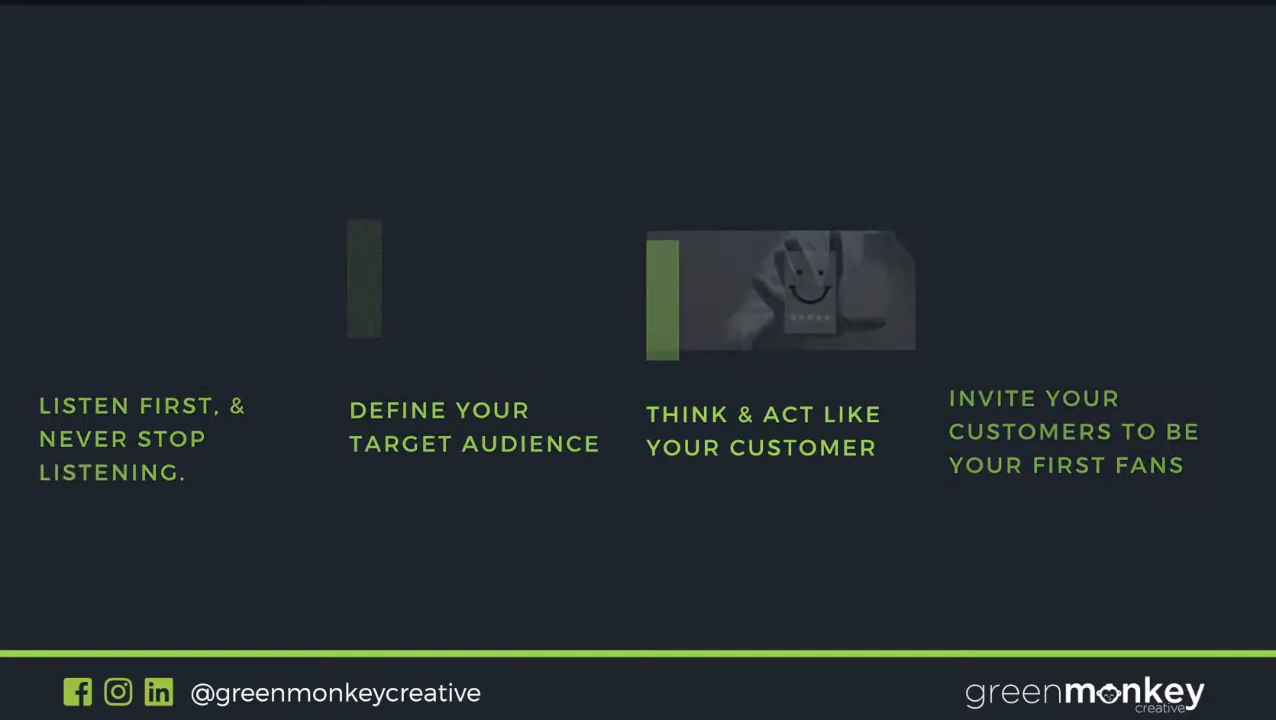 LISTEN FIRST, &
NEVER STOP
LISTENING.
DEFINE YOUR
TARGET AUDIENCE
THINK & ACT LIKE
YOUR CUSTOMER
INVITE YOUR
CUSTOMERS TO BE
YOUR FIRST FANS
@greenmonkeycreative
greenmonkey
creative